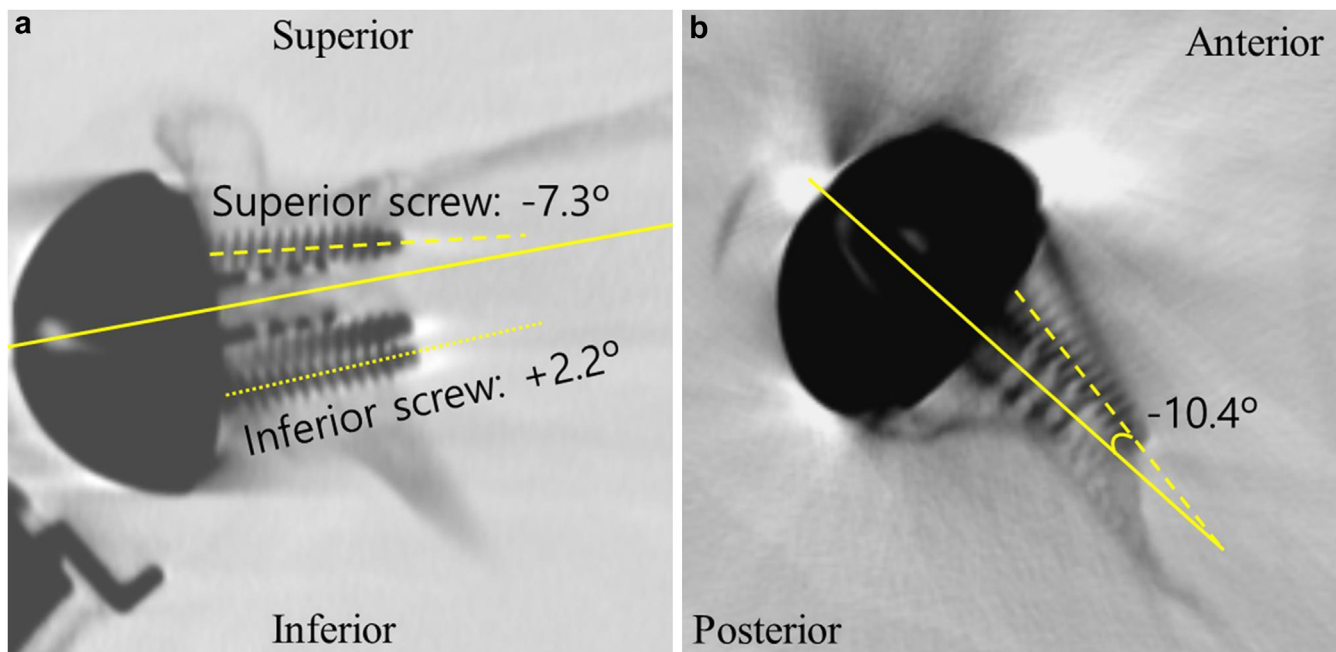 a
Superior
Superior screw: -7.3º
Inferior screw: +2.2º
Inferior
b
Anterior
-10.4º
Posterior